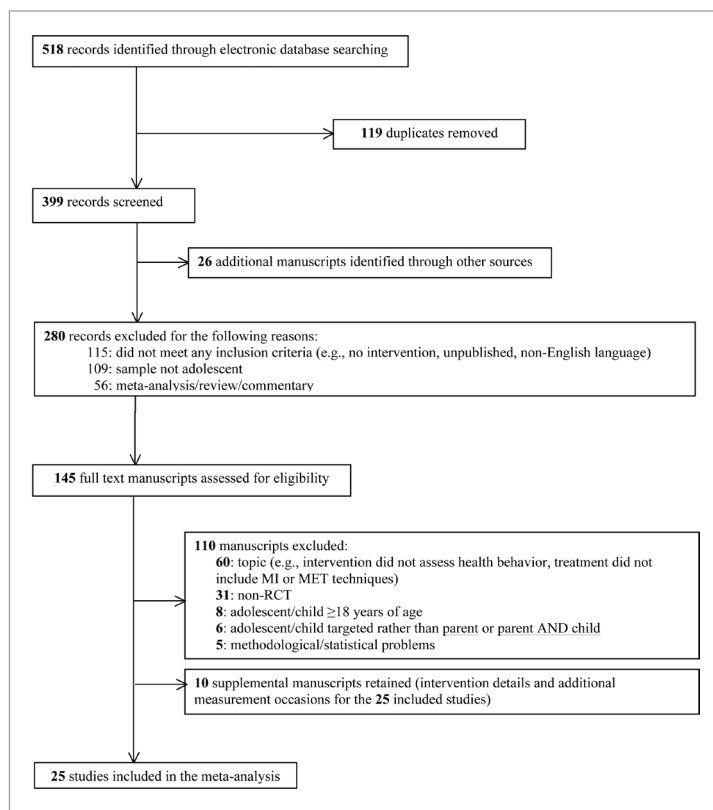 518 records identified through electronic database searching
119 duplicates removed
399 records screened
26 additional manuscripts identified through other sources
280 records excluded for the following reasons:
115: did not meet any inclusion criteria (e.g., no intervention, unpublished, non-English language)
109: sample not adolescent
56: meta-analysis/review/commentary
145 full text manuscripts assessed for eligibility
110 manuscripts excluded:
60: topic (e.g., intervention did not assess health behavior, treatment did not
include MI or MET techniques)
31: non-RCT
8: adolescent/child ≥18 years of age
6: adolescent/child targeted rather than parent or parent AND child
5: methodological/statistical problems
10 supplemental manuscripts retained (intervention details and additional
measurement occasions for the 25 included studies)
25 studies included in the meta-analysis